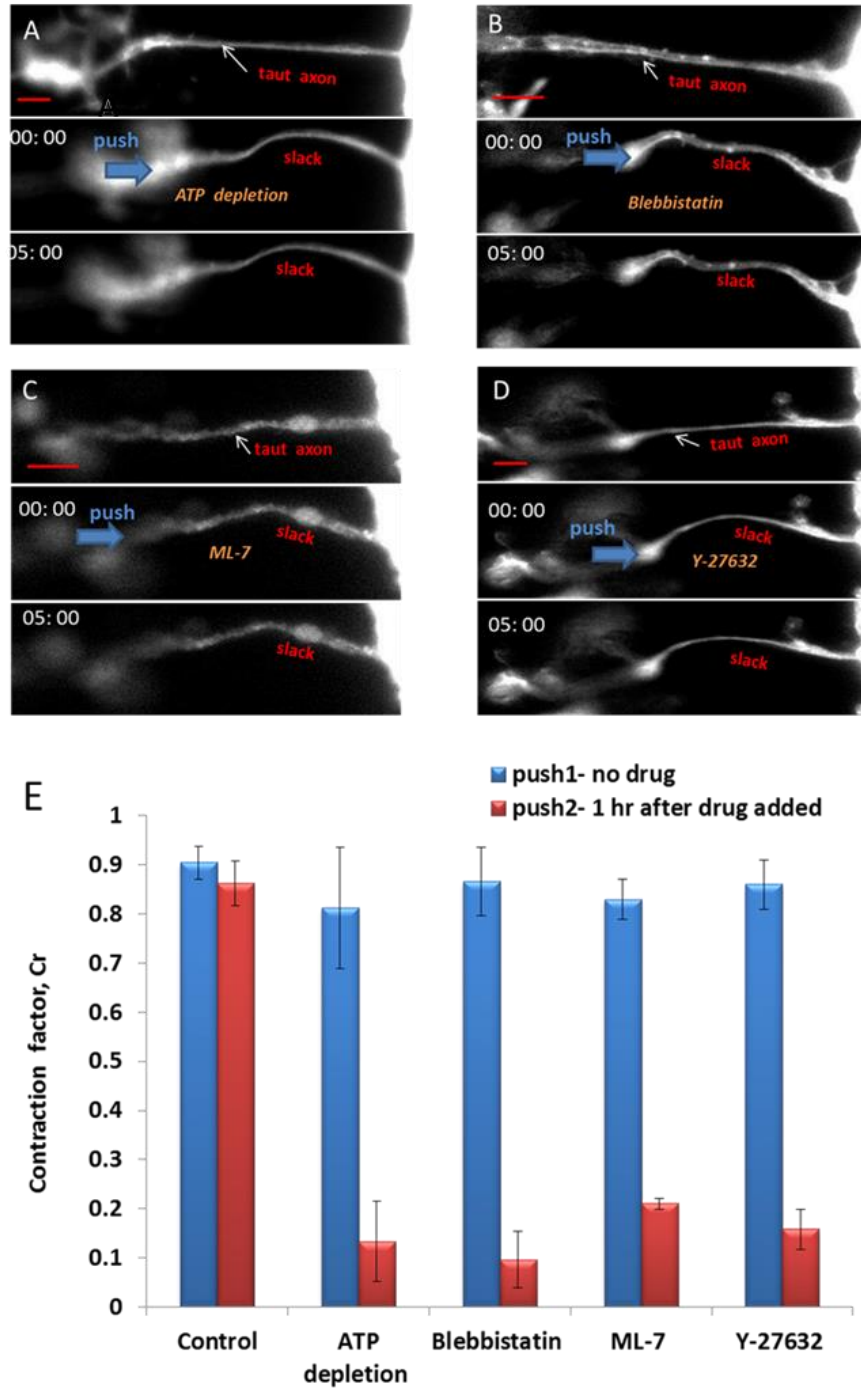 A
taut axon
A
00: 00
push
slack
ATP depletion
05: 00
slack
B
taut axon
00:00
push
slack
Blebbistatin
05:00
slack
C
taut axon
00:00
push
slack
ML-7
05: 00
slack
D
taut axon
00:00
push
slack
Y-27632
05:00
slack
E
push1- no drug
push2- 1 hr after drug added
Contraction factor, Cr
1
0.9
0.8
0.7
0.6
0.5
0.4
0.3
0.2
0.1
0
Control
ATP
depletion
Blebbistatin
ML-7
Y-27632